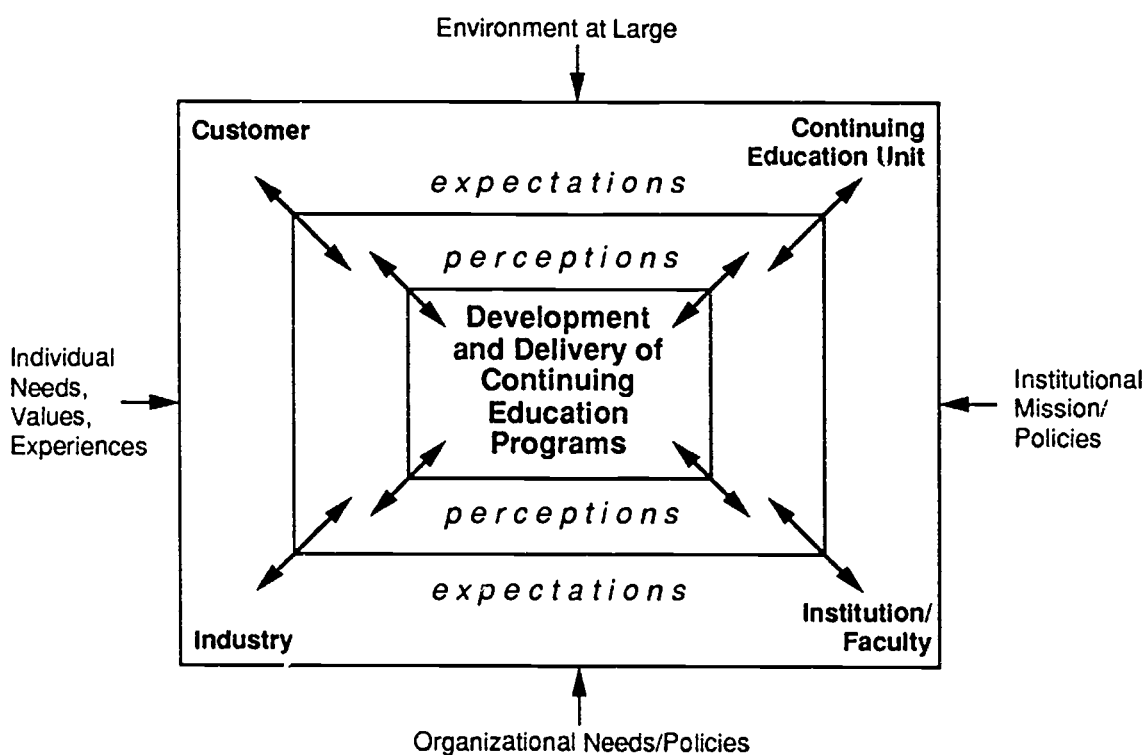 Environment at Large
Customer
Continuing
Education Unit
expectations
perceptions
Development
and Delivery of
Continuing
Education
Programs
Individual
Needs,
Values,
Experiences
Institutional
Mission/
Policies
perceptions
expectations
Industry
Institution/
Faculty
Organizational Needs/Policies